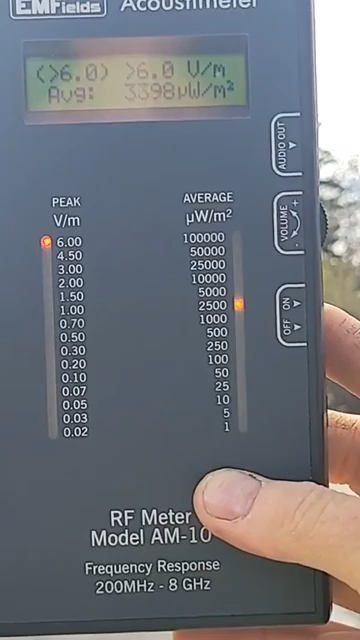 EMFields Acoustimeter
(>6.0) >6.0 V/m
Avg: 3398µW/m²
AUDIO OUT
VOLUME
- +
OFF ON
PEAK
V/m
6.00
4.50
3.00
2.00
1.50
1.00
0.70
0.50
0.30
0.20
0.10
0.07
0.05
0.03
0.02
AVERAGE
µW/m²
100000
50000
25000
10000
5000
2500
1000
500
250
100
50
25
10
5
1
RF Meter
Model AM-10
Frequency Response
200MHz - 8 GHz